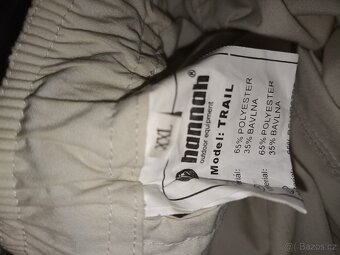 XXL
hannah®
outdoor equipment
Model: TRAIL
65% POLYESTER
35% BAVLNA
65% POLYESTER
35% BAVLNA
bazos.cz